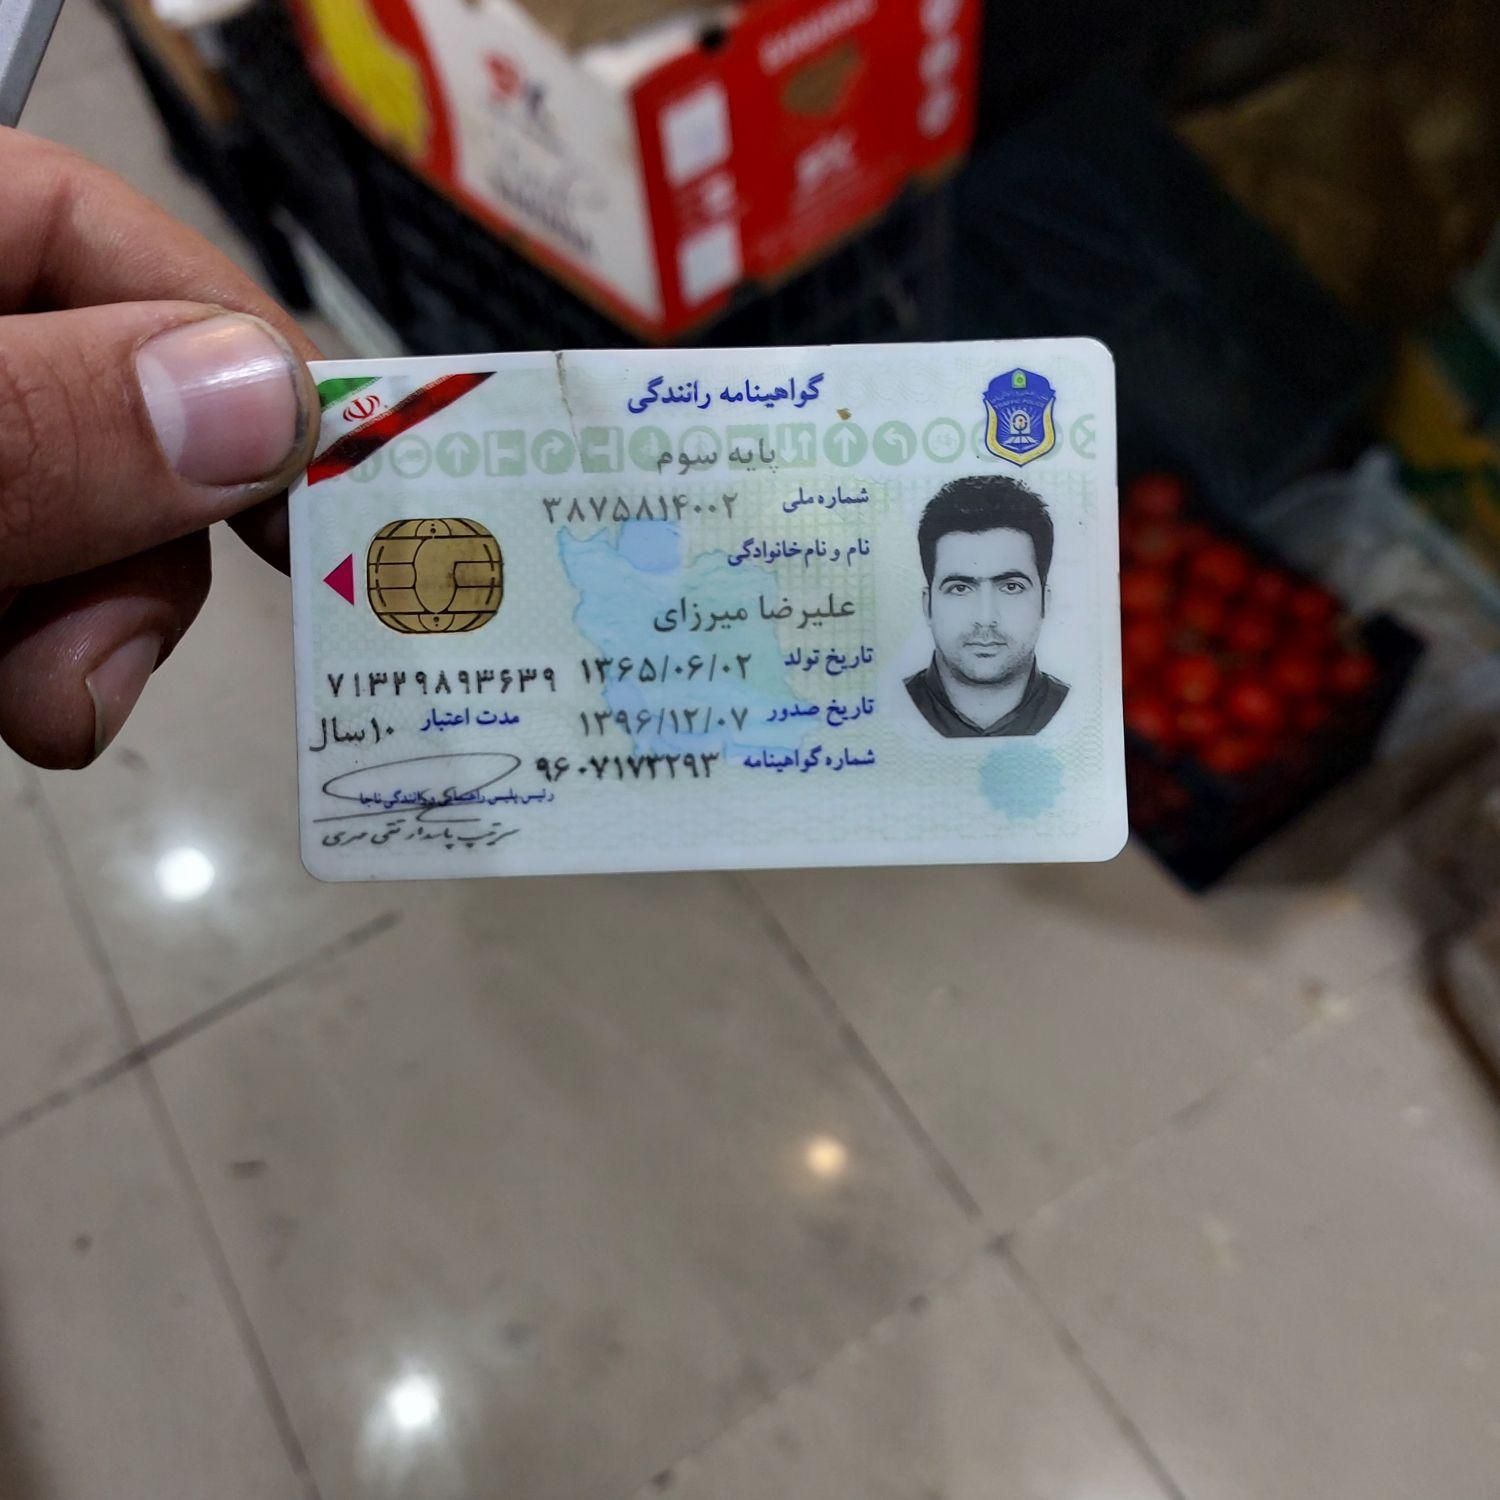 گواهینامه رانندگی
پایه سوم
شماره ملی ۳۸۷۵۸۱۴۰۰۲
نام و نام خانوادگی
علیرضا میرزای
تاریخ تولد ۱۳۶۵/۰۶/۰۲ ۷۱۳۲۹۸۹۳۶۳۹
تاریخ صدور ۱۳۹۶/۱۲/۰۷ مدت اعتبار ۱۰ سال
شماره گواهینامه ۹۶۰۷۱۷۳۲۹۳
رئیس پلیس راهنمایی و رانندگی ناجا
سرتیپ پاسدار تقی مهری